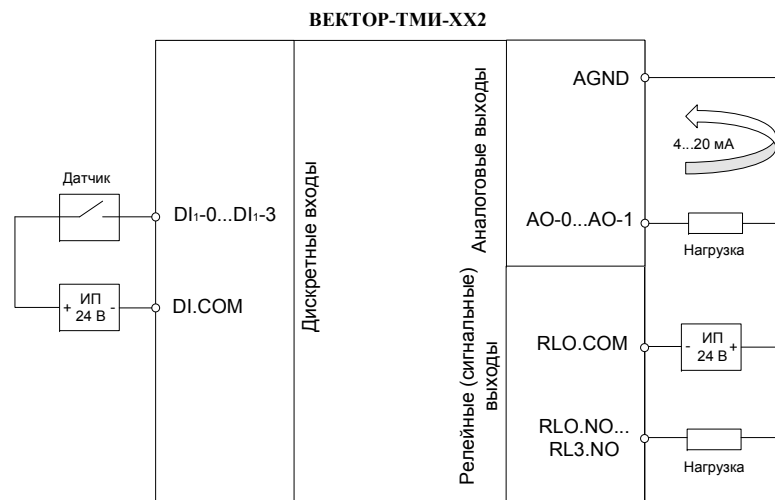 ВЕКТОР-ТМИ-XX2
Датчик
DI1-0...DI1-3
+ ИП -
24 В
DI.COM
Дискретные входы
Аналоговые выходы
AGND
4...20 мА
AO-0...AO-1
Нагрузка
Релейные (сигнальные)
выходы
RLO.COM
- ИП +
24 В
RLO.NO...
RL3.NO
Нагрузка